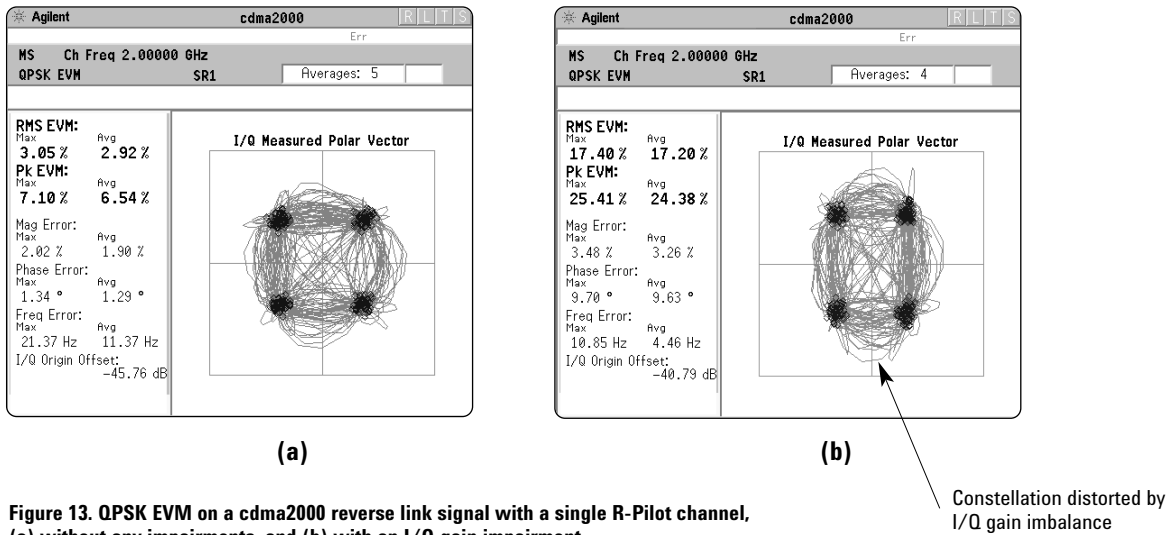 Agilent cdma2000 R L T S
Err
MS Ch Freq 2.00000 GHz
QPSK EVM SR1 Averages: 5
RMS EVM:
Max Avg
3.05 % 2.92 %
Pk EVM:
Max Avg
7.10 % 6.54 %
Mag Error:
Max Avg
2.02 % 1.90 %
Phase Error:
Max Avg
1.34 ° 1.29 °
Freq Error:
Max Avg
21.37 Hz 11.37 Hz
I/Q Origin Offset:
-45.76 dB
I/Q Measured Polar Vector
(a)
Agilent cdma2000 R L T S
Err
MS Ch Freq 2.00000 GHz
QPSK EVM SR1 Averages: 4
RMS EVM:
Max Avg
17.40 % 17.20 %
Pk EVM:
Max Avg
25.41 % 24.38 %
Mag Error:
Max Avg
3.48 % 3.26 %
Phase Error:
Max Avg
9.70 ° 9.63 °
Freq Error:
Max Avg
10.85 Hz 4.46 Hz
I/Q Origin Offset:
-40.79 dB
I/Q Measured Polar Vector
(b)
Constellation distorted by
I/Q gain imbalance
Figure 13. QPSK EVM on a cdma2000 reverse link signal with a single R-Pilot channel,
(a) without any impairments, and (b) with an I/Q gain impairment